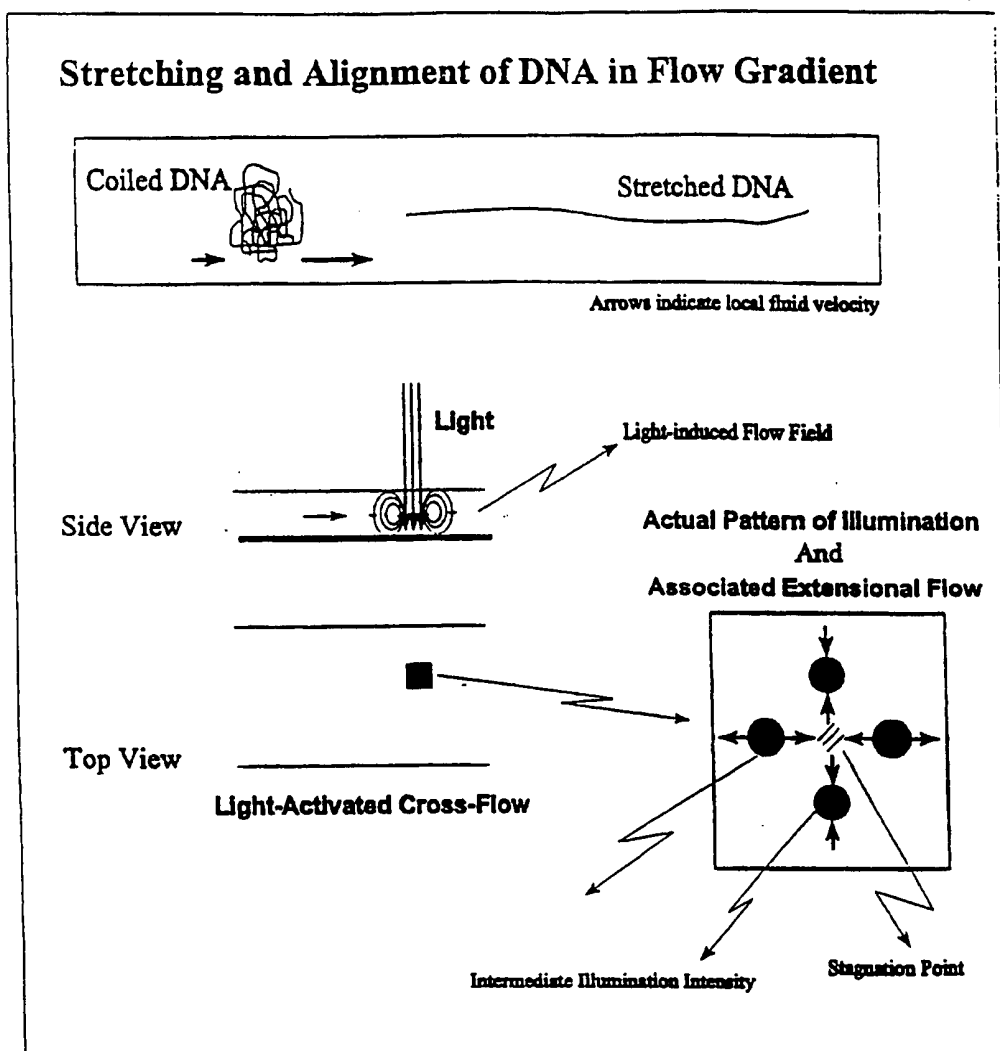 Stretching and Alignment of DNA in Flow Gradient
Coiled DNA
Stretched DNA
Arrows indicate local fluid velocity
Light
Light-induced Flow Field
Side View
Actual Pattern of Illumination
And
Associated Extensional Flow
Top View
Light-Activated Cross-Flow
Intermediate Illumination Intensity
Stagnation Point